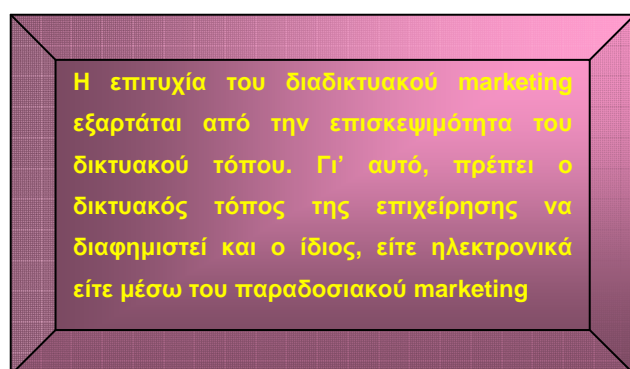 Η επιτυχία του διαδικτυακού marketing
εξαρτάται από την επισκεψιμότητα του
δικτυακού τόπου. Γι’ αυτό, πρέπει ο
δικτυακός τόπος της επιχείρησης να
διαφημιστεί και ο ίδιος, είτε ηλεκτρονικά
είτε μέσω του παραδοσιακού marketing